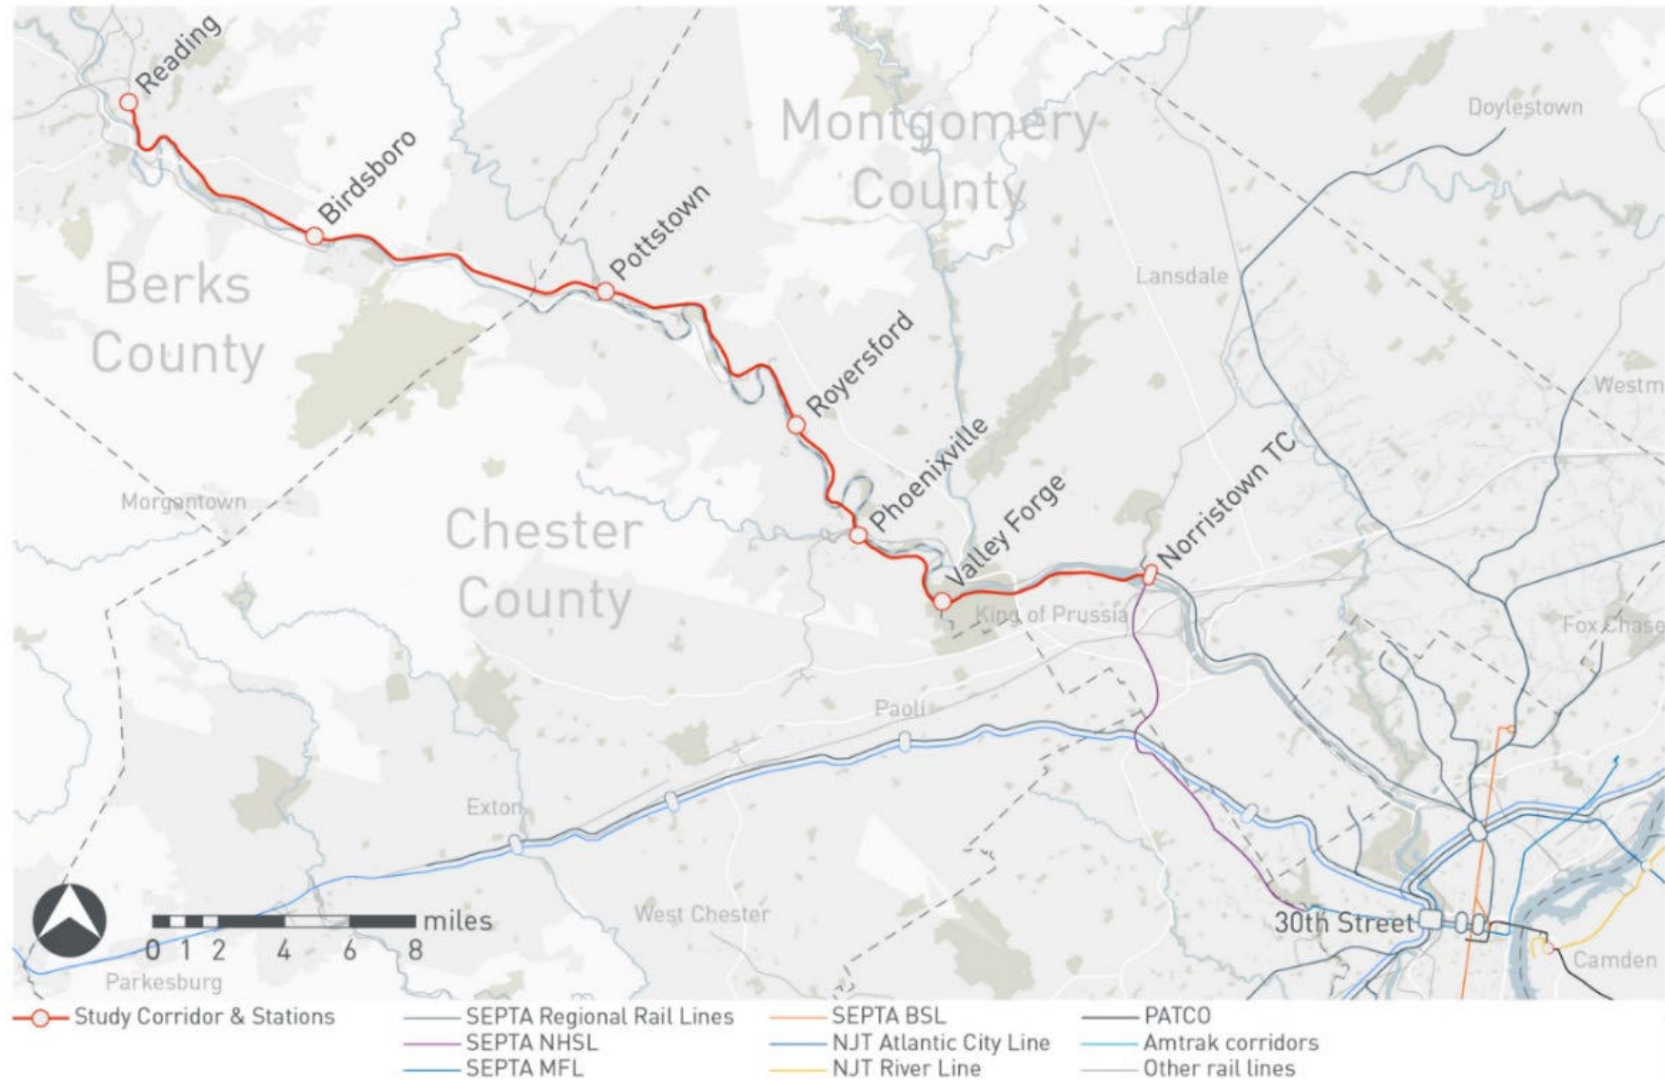 Reading
Birdsboro
Pottstown
Royersford
Phoenixville
Valley Forge
Norristown TC
Montgomery
County
Berks
County
Chester
County
Doylestown
Lansdale
Westm
Morgantown
King of Prussia
Fox Chase
Paoli
Exton
West Chester
30th Street
Camden
Parkesburg
miles
0 1 2 4 6 8
Study Corridor & Stations
SEPTA Regional Rail Lines
SEPTA NHSL
SEPTA MFL
SEPTA BSL
NJT Atlantic City Line
NJT River Line
PATCO
Amtrak corridors
Other rail lines